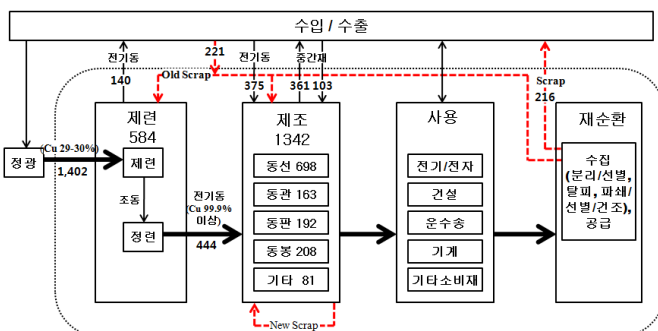 수입 / 수출
전기동
140
221
전기동
375
중간재
361 103
Old Scrap
Scrap
216
정광
(Cu 29-30%)
1,402
제련
584
제련
조동
정련
전기동
(Cu 99.9%
이상)
444
제조
1342
동선 698
동관 163
동판 192
동봉 208
기타 81
New Scrap
사용
전기/전자
건설
운수송
기계
기타소비재
재순환
수집
(분리/선별,
탈피, 파쇄/
선별/건조),
공급